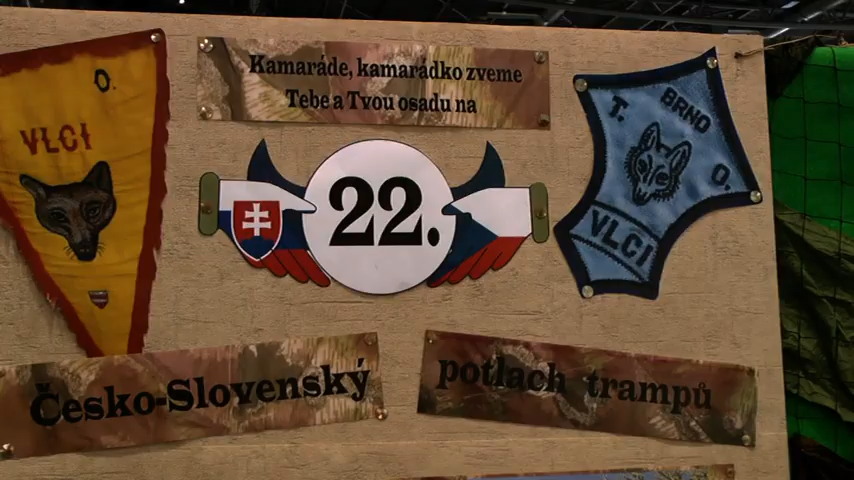 O.
VLCI
Kamaráde, kamarádko zveme
Tebe a Tvou osadu na
22.
T.
BRNO
O.
VLCI
Česko-Slovenský
potlach trampů